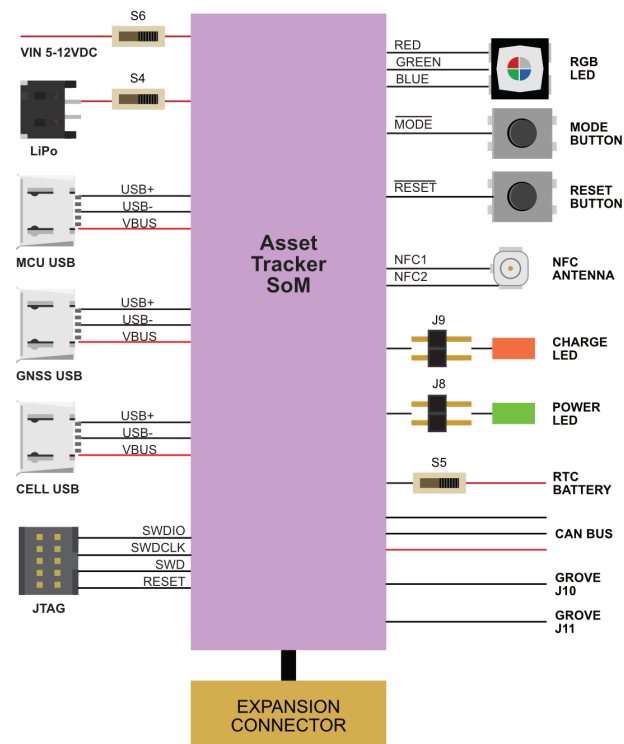 S6
VIN 5-12VDC
S4
LiPo
USB+
USB-
VBUS
MCU USB
USB+
USB-
VBUS
GNSS USB
USB+
USB-
VBUS
CELL USB
SWDIO
SWDCLK
SWD
RESET
JTAG
Asset
Tracker
SoM
RED
GREEN
BLUE
RGB
LED
MODE
MODE
BUTTON
RESET
RESET
BUTTON
NFC1
NFC2
NFC
ANTENNA
J9
CHARGE
LED
J8
POWER
LED
S5
RTC
BATTERY
CAN BUS
GROVE
J10
GROVE
J11
EXPANSION
CONNECTOR